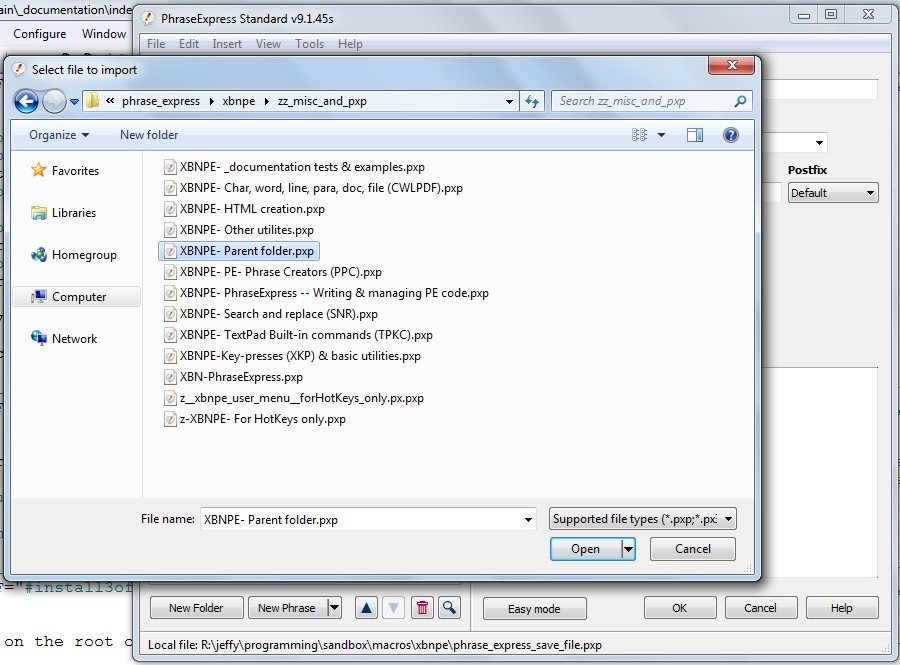 ain\_documentation\inde
PhraseExpress Standard v9.1.45s
Configure Window
File Edit Insert View Tools Help
Select file to import
« phrase_express xbnpe zz_misc_and_pxp
Search zz_misc_and_pxp
Organize New folder
Postfix
Default
Favorites
Libraries
Homegroup
Computer
Network
XBNPE- _documentation tests & examples.pxp
XBNPE- Char, word, line, para, doc, file (CWLPDF).pxp
XBNPE- HTML creation.pxp
XBNPE- Other utilites.pxp
XBNPE- Parent folder.pxp
XBNPE- PE- Phrase Creators (PPC).pxp
XBNPE- PhraseExpress -- Writing & managing PE code.pxp
XBNPE- Search and replace (SNR).pxp
XBNPE- TextPad Built-in commands (TPKC).pxp
XBNPE-Key-presses (XKP) & basic utilities.pxp
XBN-PhraseExpress.pxp
z__xbnpe_user_menu__forHotKeys_only.px.pxp
z-XBNPE- For HotKeys only.pxp
File name: XBNPE- Parent folder.pxp
Supported file types (*.pxp;*.px
Open Cancel
="#install3of
New Folder New Phrase Easy mode OK Cancel Help
on the root
Local file: R:\jeffy\programming\sandbox\macros\xbnpe\phrase_express_save_file.pxp